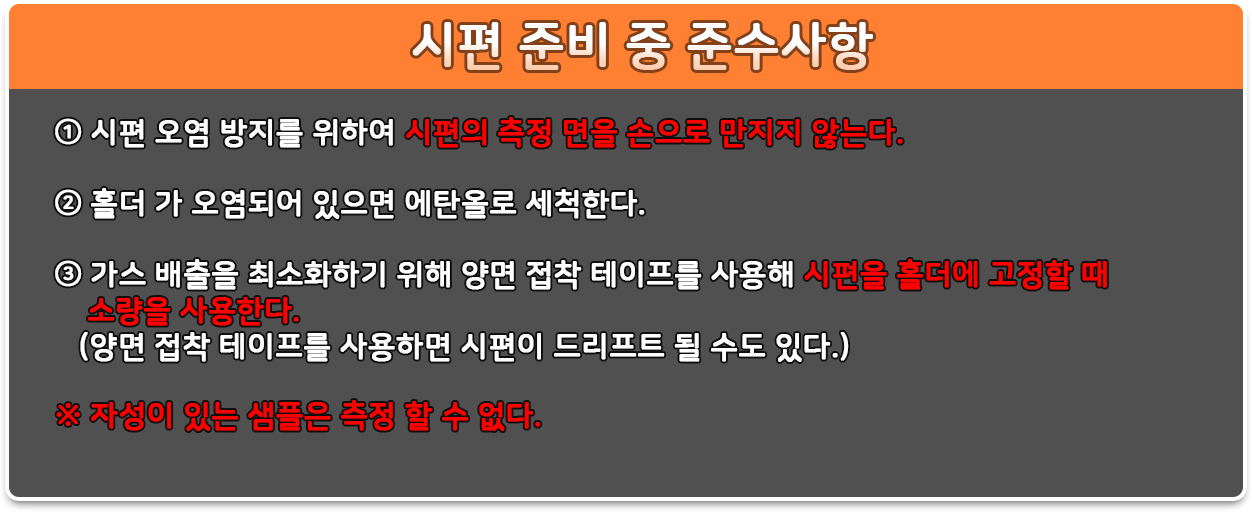 시편 준비 중 준수사항
① 시편 오염 방지를 위하여 시편의 측정 면을 손으로 만지지 않는다.
② 홀더 가 오염되어 있으면 에탄올로 세척한다.
③ 가스 배출을 최소화하기 위해 양면 접착 테이프를 사용해 시편을 홀더에 고정할 때
소량을 사용한다.
(양면 접착 테이프를 사용하면 시편이 드리프트 될 수도 있다.)
※ 자성이 있는 샘플은 측정 할 수 없다.